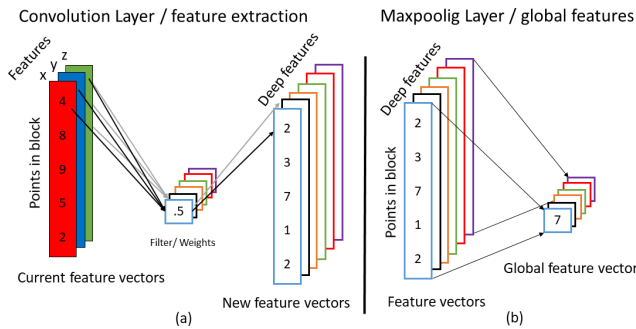 Convolution Layer / feature extraction
Features
x y z
Points in block
4
8
9
5
2
Current feature vectors
.5
Filter/ Weights
Deep features
2
3
7
1
2
New feature vectors
(a)
Maxpoolig Layer / global features
Deep features
Points in block
2
3
7
1
2
Feature vectors
7
Global feature vector
(b)